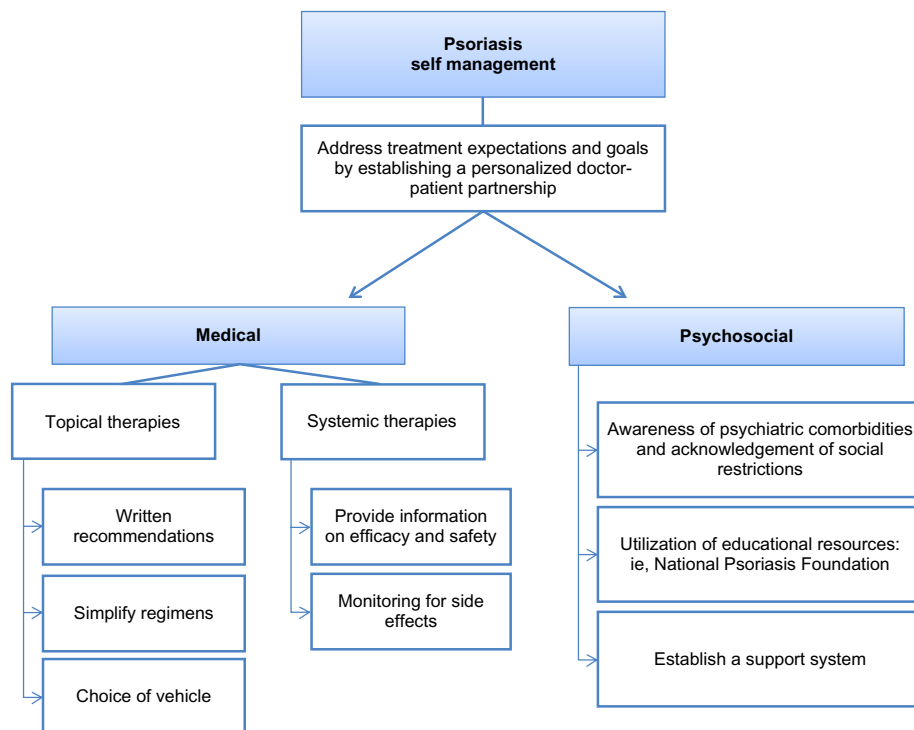 Psoriasis
self management
Address treatment expectations and goals
by establishing a personalized doctor-
patient partnership
Medical
Psychosocial
Topical therapies
Systemic therapies
Written
recommendations
Simplify regimens
Choice of vehicle
Provide information
on efficacy and safety
Monitoring for side
effects
Awareness of psychiatric comorbidities
and acknowledgement of social
restrictions
Utilization of educational resources:
ie, National Psoriasis Foundation
Establish a support system